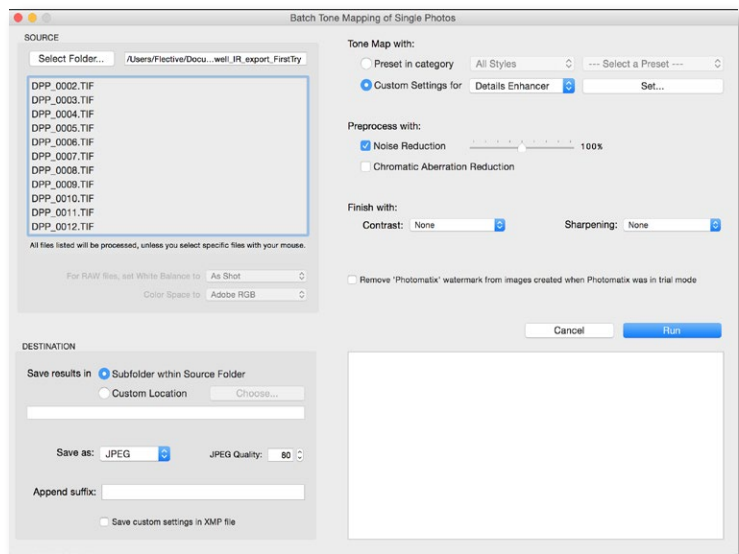 Batch Tone Mapping of Single Photos
SOURCE
Select Folder... /Users/Flective/Docu...well_IR_export_FirstTry
DPP_0002.TIF
DPP_0003.TIF
DPP_0004.TIF
DPP_0005.TIF
DPP_0006.TIF
DPP_0007.TIF
DPP_0008.TIF
DPP_0009.TIF
DPP_0010.TIF
DPP_0011.TIF
DPP_0012.TIF
All files listed will be processed, unless you select specific files with your mouse.
For RAW files, set White Balance to As Shot
Color Space to Adobe RGB
DESTINATION
Save results in Subfolder wthin Source Folder
Custom Location Choose...
Save as: JPEG JPEG Quality: 80
Append suffix:
Save custom settings in XMP file
Tone Map with:
Preset in category All Styles --- Select a Preset ---
Custom Settings for Details Enhancer Set...
Preprocess with:
Noise Reduction 100%
Chromatic Aberration Reduction
Finish with:
Contrast: None Sharpening: None
Remove 'Photomatix' watermark from images created when Photomatix was in trial mode
Cancel Run